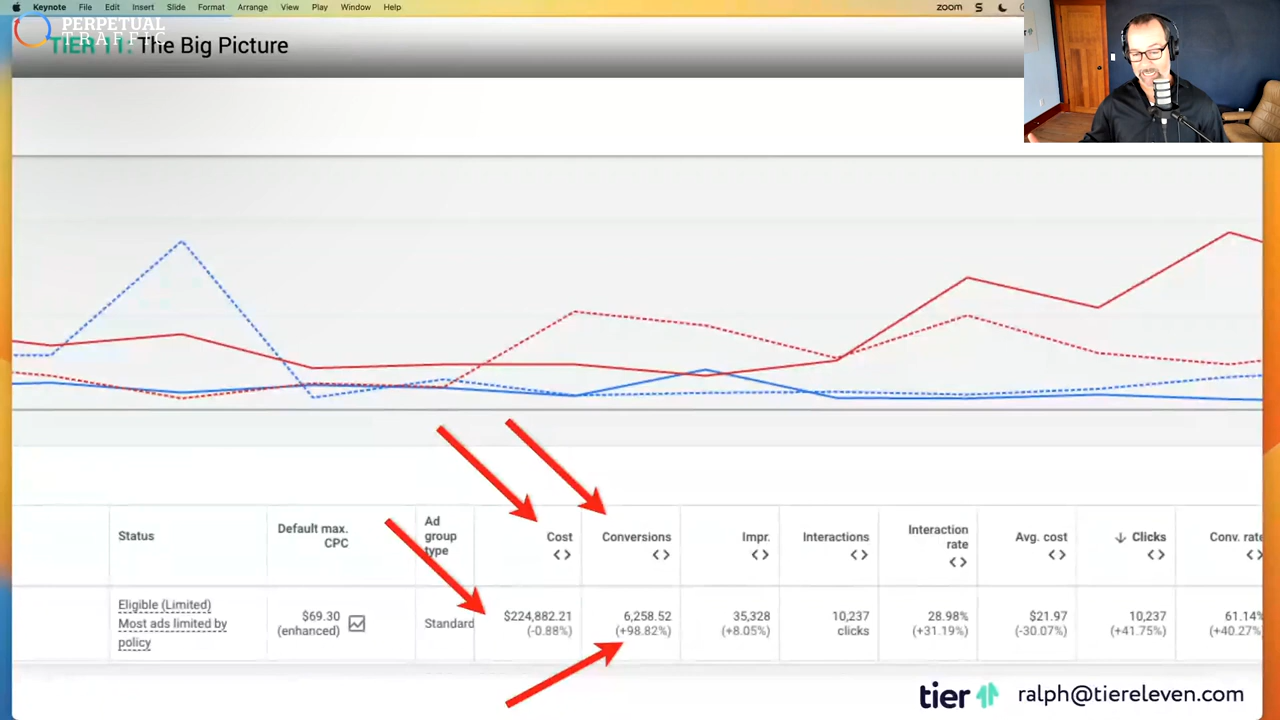 Keynote File Edit Insert Slide Format Arrange View Play Window Help zoom
PERPETUAL
TRAFFIC
TIER 11: The Big Picture
Status
Default max.
CPC
Ad
group
type
Cost
Conversions
Impr.
Interactions
Interaction
rate
Avg. cost
Clicks
Conv. rate
Eligible (Limited)
Most ads limited by
policy
$69.30
(enhanced)
Standard
$224,882.21
(-0.88%)
6,258.52
(+98.82%)
35,328
(+8.05%)
10,237
clicks
28.98%
(+31.19%)
$21.97
(-30.07%)
10,237
(+41.75%)
61.14%
(+40.27%
tier 11 ralph@tiereleven.com